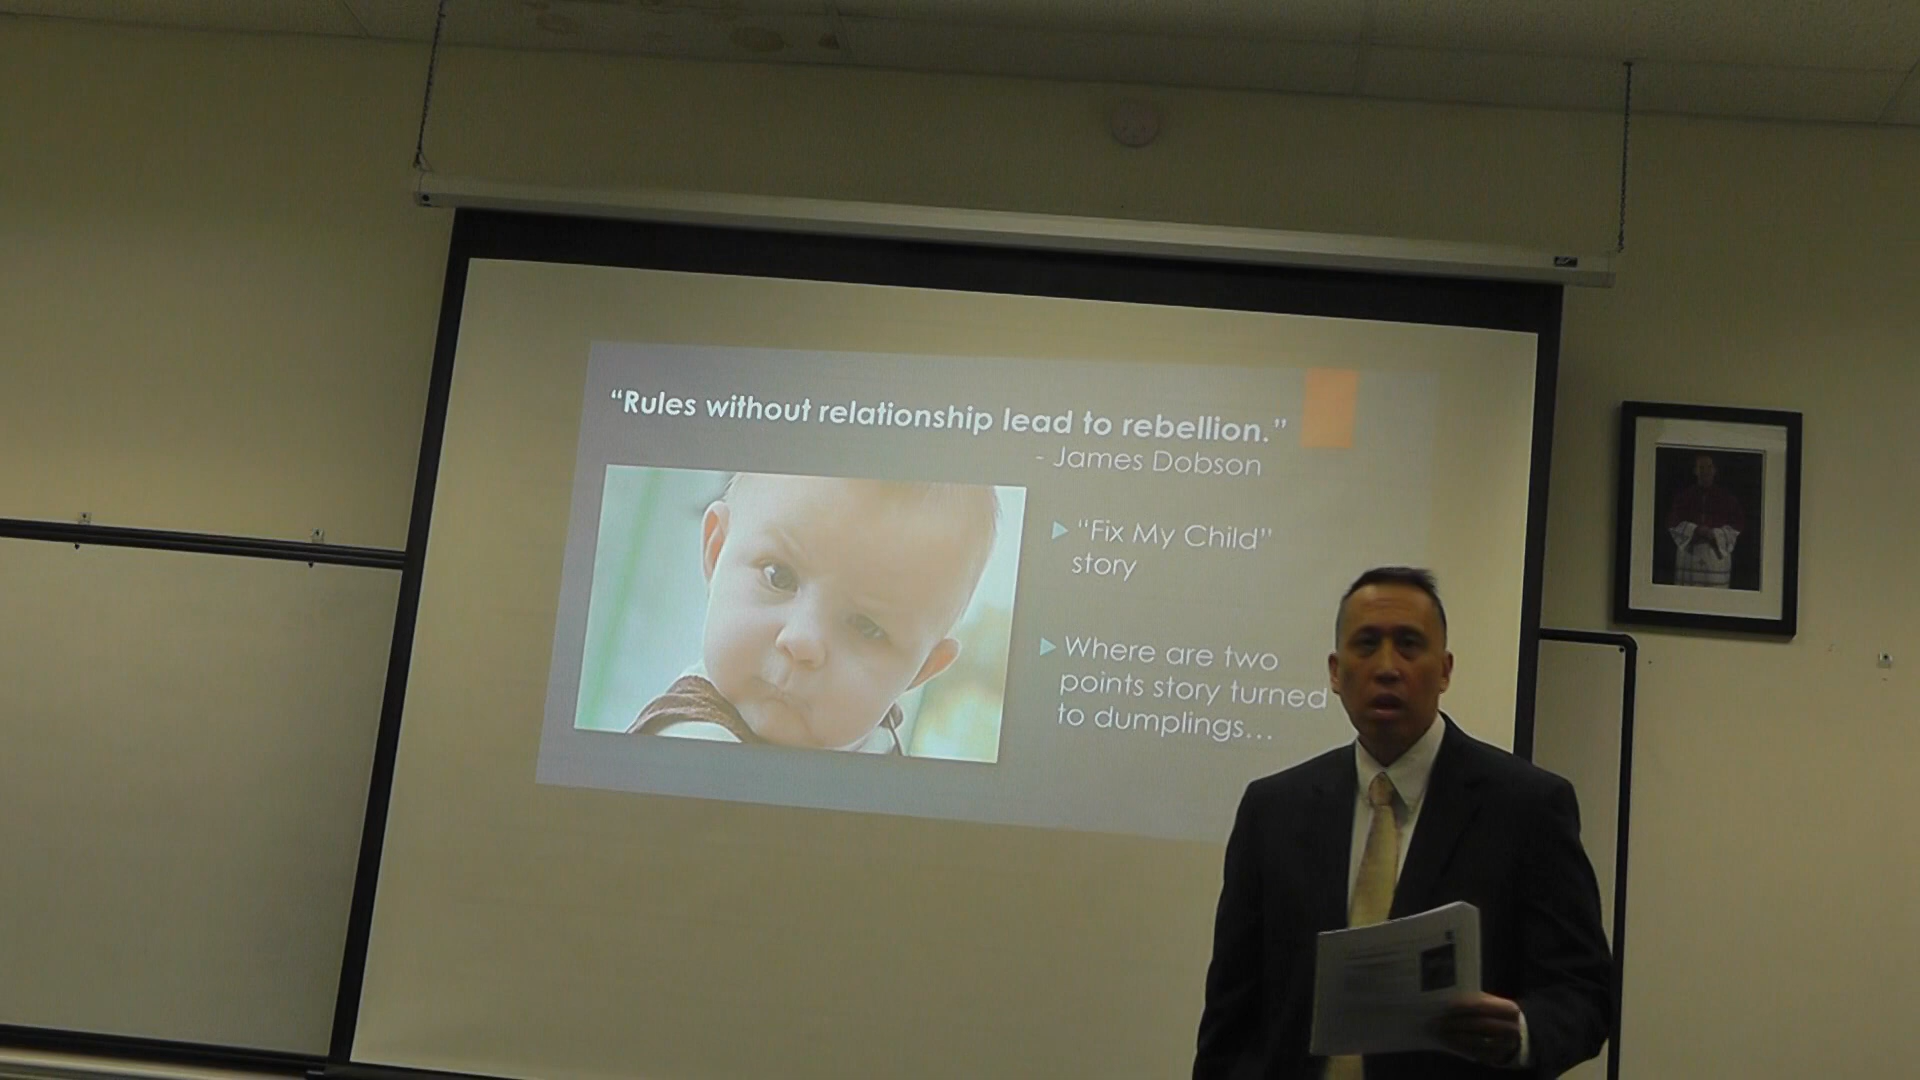 “Rules without relationship lead to rebellion.”
- James Dobson
“Fix My Child”
story
Where are two
points story turned
to dumplings...